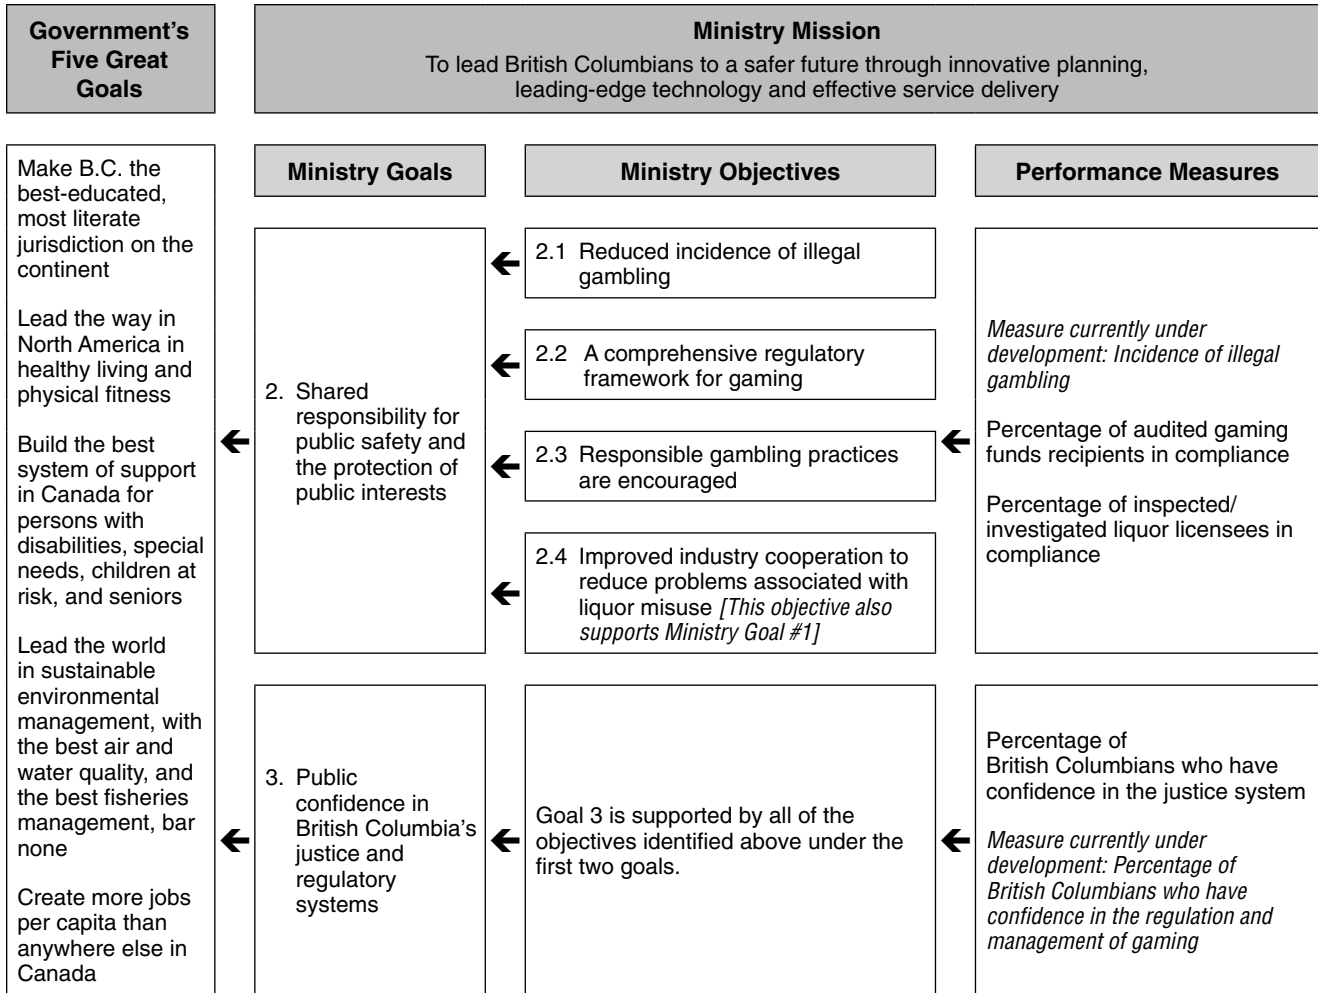 Government's
Five Great
Goals
Ministry Mission
To lead British Columbians to a safer future through innovative planning,
leading-edge technology and effective service delivery
Make B.C. the
best-educated,
most literate
jurisdiction on the
continent
Lead the way in
North America in
healthy living and
physical fitness
Build the best
system of support
in Canada for
persons with
disabilities, special
needs, children at
risk, and seniors
Lead the world
in sustainable
environmental
management, with
the best air and
water quality, and
the best fisheries
management, bar
none
Create more jobs
per capita than
anywhere else in
Canada
Ministry Goals
Ministry Objectives
Performance Measures
2. Shared
responsibility for
public safety and
the protection of
public interests
2.1 Reduced incidence of illegal
gambling
2.2 A comprehensive regulatory
framework for gaming
2.3 Responsible gambling practices
are encouraged
2.4 Improved industry cooperation to
reduce problems associated with
liquor misuse [This objective also
supports Ministry Goal #1]
Measure currently under
development: Incidence of illegal
gambling
Percentage of audited gaming
funds recipients in compliance
Percentage of inspected/
investigated liquor licensees in
compliance
3. Public
confidence in
British Columbia's
justice and
regulatory
systems
Goal 3 is supported by all of the
objectives identified above under the
first two goals.
Percentage of
British Columbians who have
confidence in the justice system
Measure currently under
development: Percentage of
British Columbians who have
confidence in the regulation and
management of gaming